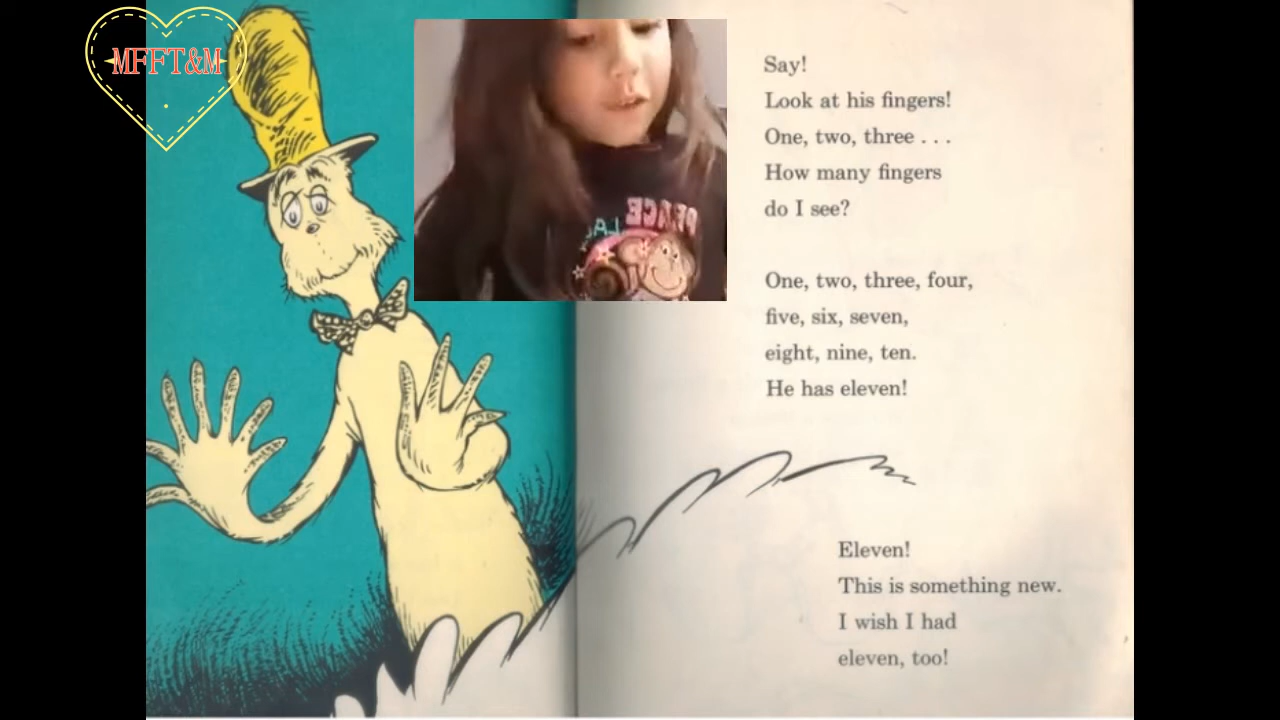 MFFT&M
PEACE
Say!
Look at his fingers!
One, two, three . . .
How many fingers
do I see?
One, two, three, four,
five, six, seven,
eight, nine, ten.
He has eleven!
Eleven!
This is something new.
I wish I had
eleven, too!